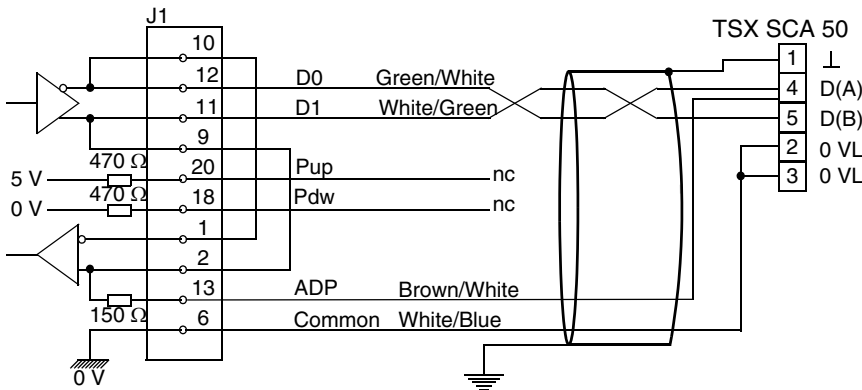 J1
TSX SCA 50
10
12 D0 Green/White
11 D1 White/Green
9
470 Ω
5 V 20 Pup nc
470 Ω
0 V 18 Pdw nc
1
2
13 ADP Brown/White
150 Ω
6 Common White/Blue
0 V
1
4 D(A)
5 D(B)
2 0 VL
3 0 VL